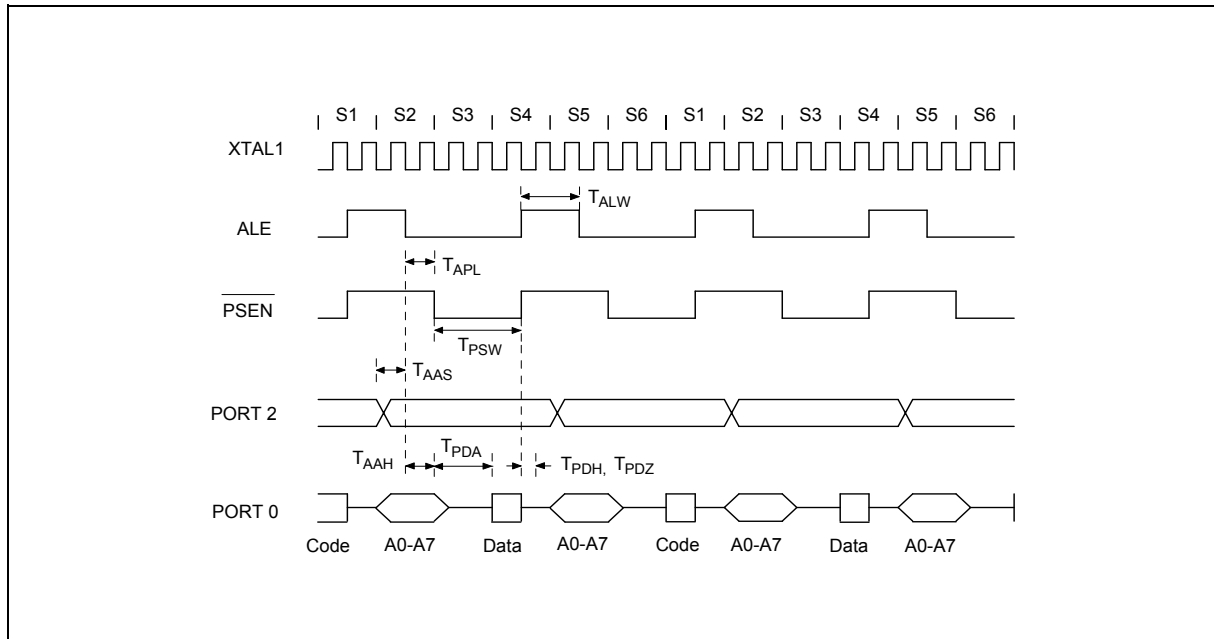 S1 S2 S3 S4 S5 S6 S1 S2 S3 S4 S5 S6
XTAL1
TALW
ALE
TAPL
PSEN
TPSW
TAAS
PORT 2
TAAH TPDA TPDH, TPDZ
PORT 0
Code A0-A7 Data A0-A7 Code A0-A7 Data A0-A7